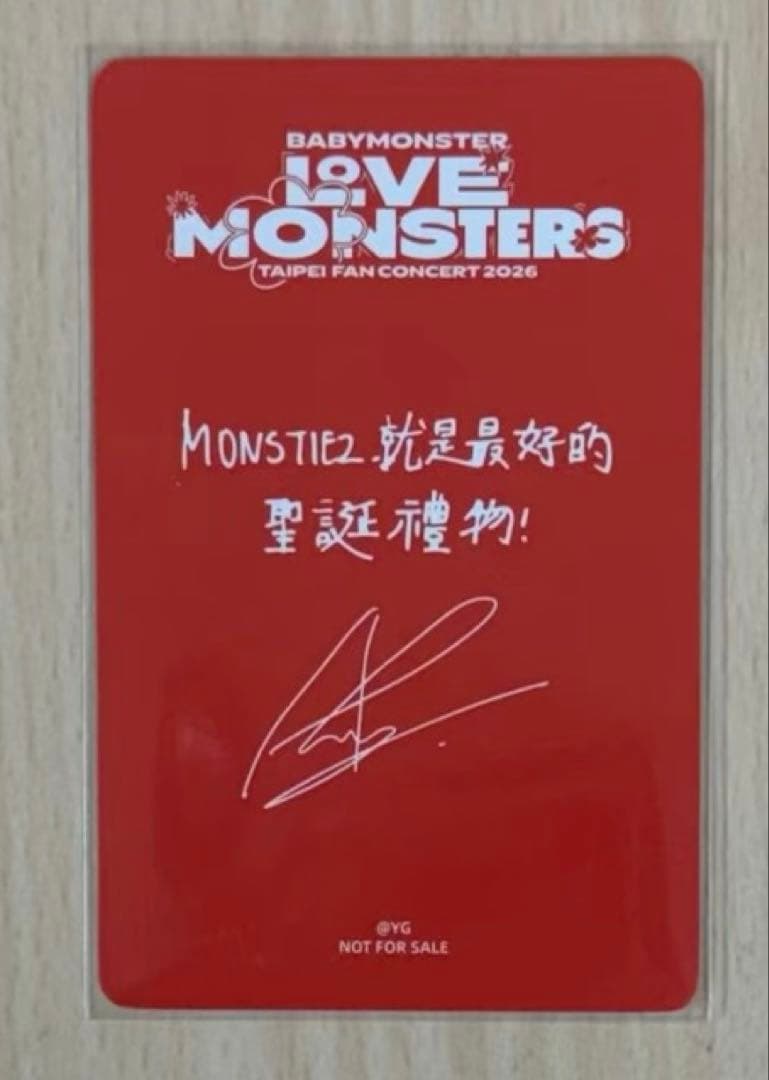 BABYMONSTER
LOVE
MONSTERS
TAIPEI FAN CONCERT 2026
MONSTIEZ 就是最好的
聖誕禮物!
@YG
NOT FOR SALE